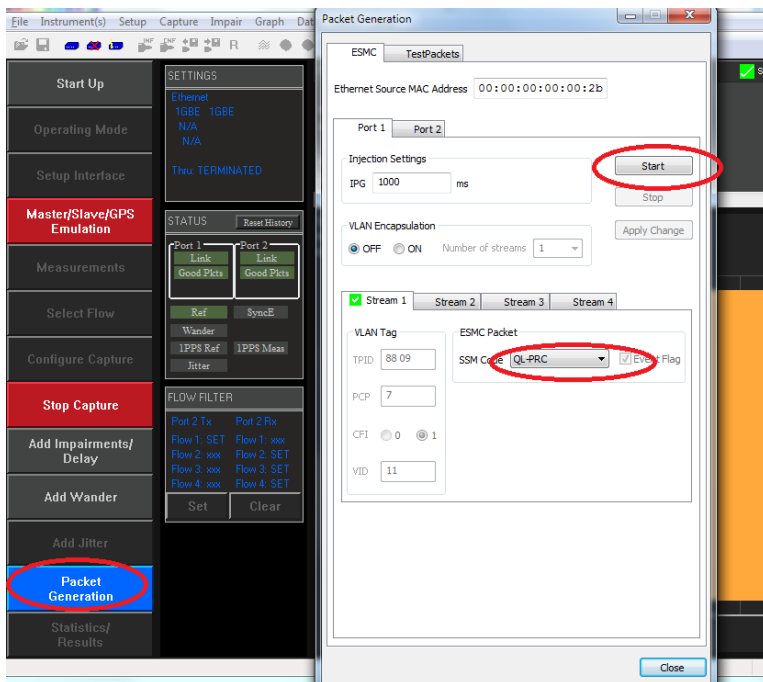 File Instrument(s) Setup Capture Impair Graph Dat
Packet Generation
INF INF R
Start Up
Operating Mode
Setup Interface
Master/Slave/GPS
Emulation
Measurements
Select Flow
Configure Capture
Stop Capture
Add Impairments/
Delay
Add Wander
Add Jitter
Packet
Generation
Statistics/
Results
SETTINGS
Ethernet
1GBE 1GBE
N/A
N/A
Thru: TERMINATED
STATUS Reset History
Port 1 Port 2
Link Link
Good Pkts Good Pkts
Ref SyncE
Wander
1PPS Ref 1PPS Meas
Jitter
FLOW FILTER
Port 2 Tx Port 2 Rx
Flow 1: SET Flow 1: xxx
Flow 2: xxx Flow 2: SET
Flow 3: xxx Flow 3: SET
Flow 4: xxx Flow 4: SET
Set Clear
ESMC TestPackets
Ethernet Source MAC Address 00:00:00:00:00:2b
Port 1 Port 2
Injection Settings
IPG 1000 ms
Start
Stop
Apply Change
VLAN Encapsulation
OFF ON Number of streams 1
Stream 1 Stream 2 Stream 3 Stream 4
VLAN Tag
TPID 88 09
PCP 7
CFI 0 1
VID 11
ESMC Packet
SSM Code QL-PRC Event Flag
Close
S